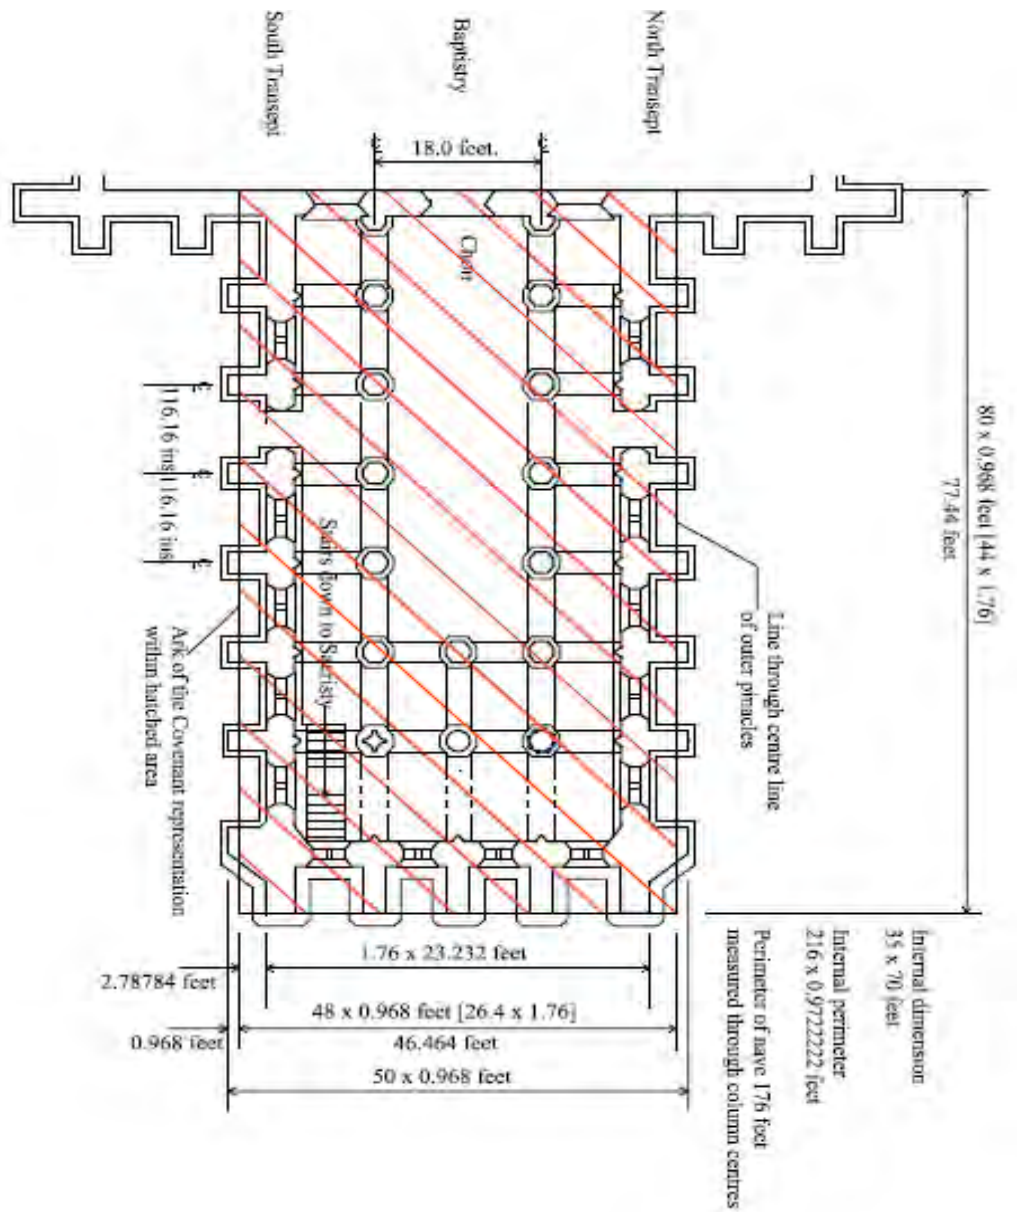 South Transept
Baptistry
North Transept
18.0 feet.
Choir
80 x 0.968 feet [44 x 1.76]
77.44 feet
116.16 ins
116.16 ins
Stairs down to Sacristy
Line through centre line
of outer pinacles
Ark of the Covenant representation
within hatched area
1.76 x 23.232 feet
2.78784 feet
48 x 0.968 feet [26.4 x 1.76]
46.464 feet
0.968 feet
50 x 0.968 feet
Internal dimension
35 x 70 feet
Internal perimeter
216 x 0.9722222 feet
Perimeter of nave 176 feet
measured through column centres